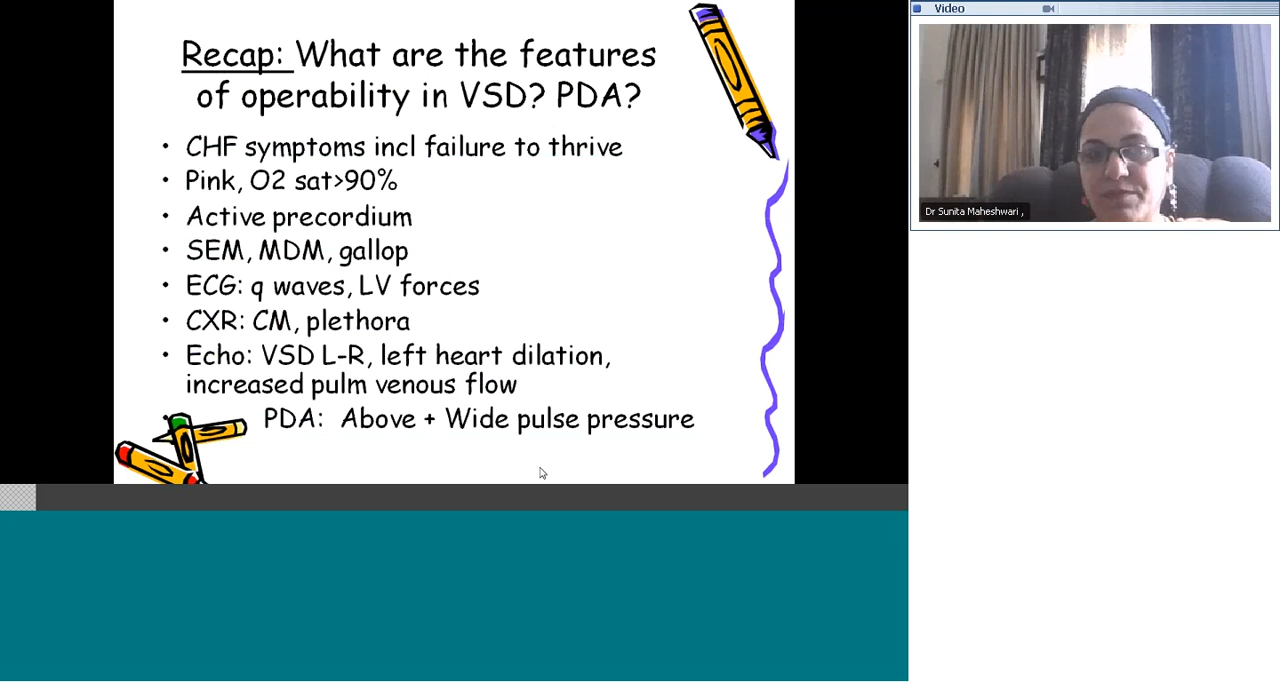 Recap: What are the features
of operability in VSD? PDA?
• CHF symptoms incl failure to thrive
• Pink, O2 sat>90%
• Active precordium
• SEM, MDM, gallop
• ECG: q waves, LV forces
• CXR: CM, plethora
• Echo: VSD L-R, left heart dilation,
increased pulm venous flow
PDA: Above + Wide pulse pressure
Video
Dr Sunita Maheshwari ,